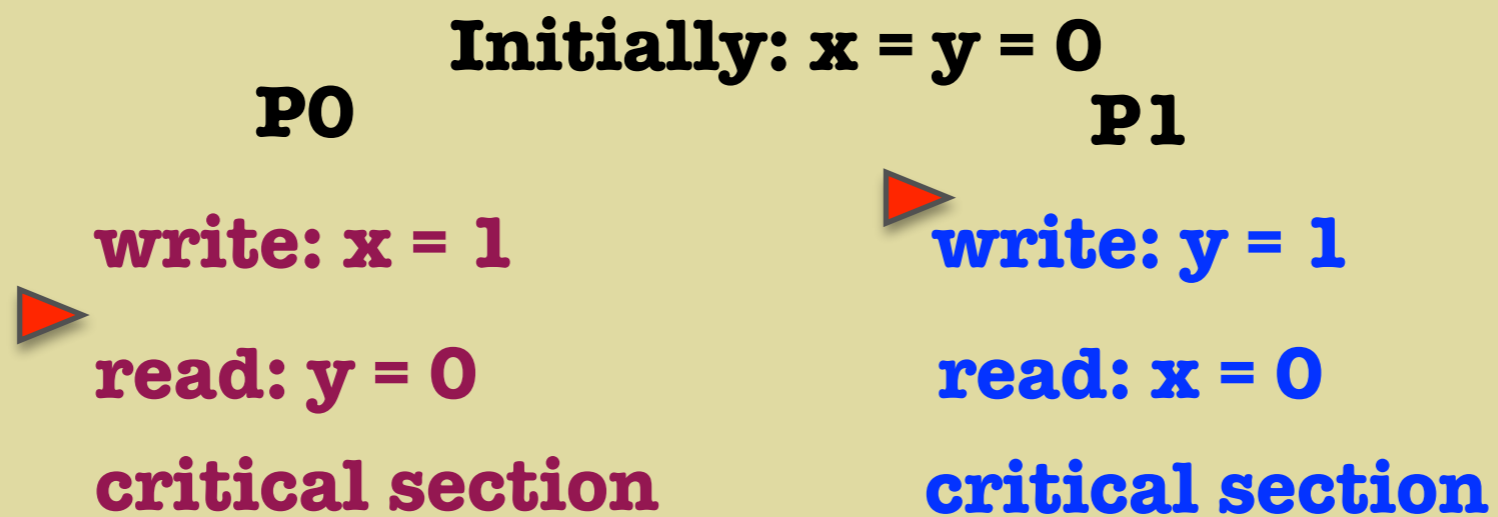 Initially: x = y = 0
P0
P1
write: x = 1
read: y = 0
critical section
write: y = 1
read: x = 0
critical section